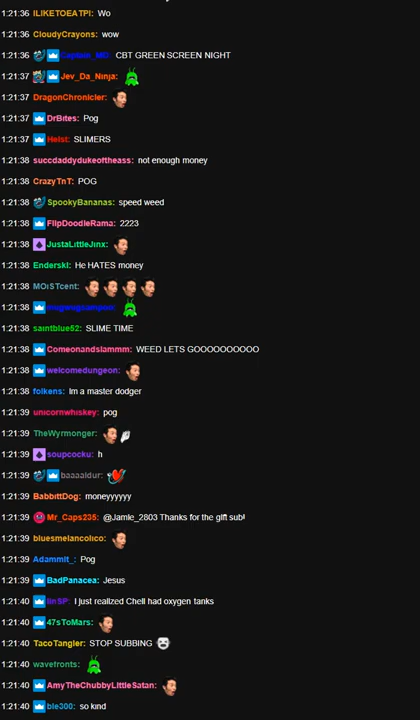 1:21:36 ILIKETOEATP!: Wo
1:21:36 CloudyCrayons: wow
1:21:36 Captain_MC: CBT GREEN SCREEN NIGHT
1:21:37 Jev_Da_Ninja:
1:21:37 DragonChronicler:
1:21:37 DrBites: Pog
1:21:37 Heist: SLIMERS
1:21:38 succdaddydukeoftheass: not enough money
1:21:38 CrazyTnT: POG
1:21:38 SpookyBananas: speed weed
1:21:38 FlipDoodleRama: 2223
1:21:38 JustaLittleJinx:
1:21:38 Enderski: He HATES money
1:21:38 MOiSTcent:
1:21:38
1:21:38 saintblue52: SLIME TIME
1:21:38 Comeonandslammm: WEED LETS GOOOOOOOOOO
1:21:38 welcomedungeon:
1:21:38 folkens: Im a master dodger
1:21:39 unicornwhiskey: pog
1:21:39 TheWyrmonger:
1:21:39 soupcocku: h
1:21:39 baaaaldur:
1:21:39 BabbittDog: moneyyyyyy
1:21:39 Mr_Caps235: @Jamie_2803 Thanks for the gift sub!
1:21:39 bluesmelancolico:
1:21:39 Adammit_: Pog
1:21:39 BadPanacea: Jesus
1:21:40 linSP: I just realized Chell had oxygen tanks
1:21:40 47sToMars:
1:21:40 TacoTangler: STOP SUBBING
1:21:40 wavefronts:
1:21:40 AmyTheChubbyLittleSatan:
1:21:40 ble300: so kind